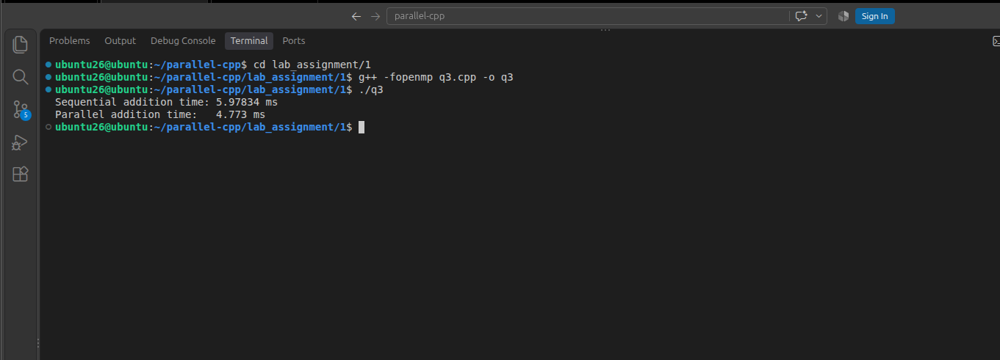 parallel-cpp
Sign In
Problems Output Debug Console Terminal Ports
ubuntu26@ubuntu:~/parallel-cpp$ cd lab_assignment/1
ubuntu26@ubuntu:~/parallel-cpp/lab_assignment/1$ g++ -fopenmp q3.cpp -o q3
ubuntu26@ubuntu:~/parallel-cpp/lab_assignment/1$ ./q3
Sequential addition time: 5.97834 ms
Parallel addition time:   4.773 ms
ubuntu26@ubuntu:~/parallel-cpp/lab_assignment/1$
5